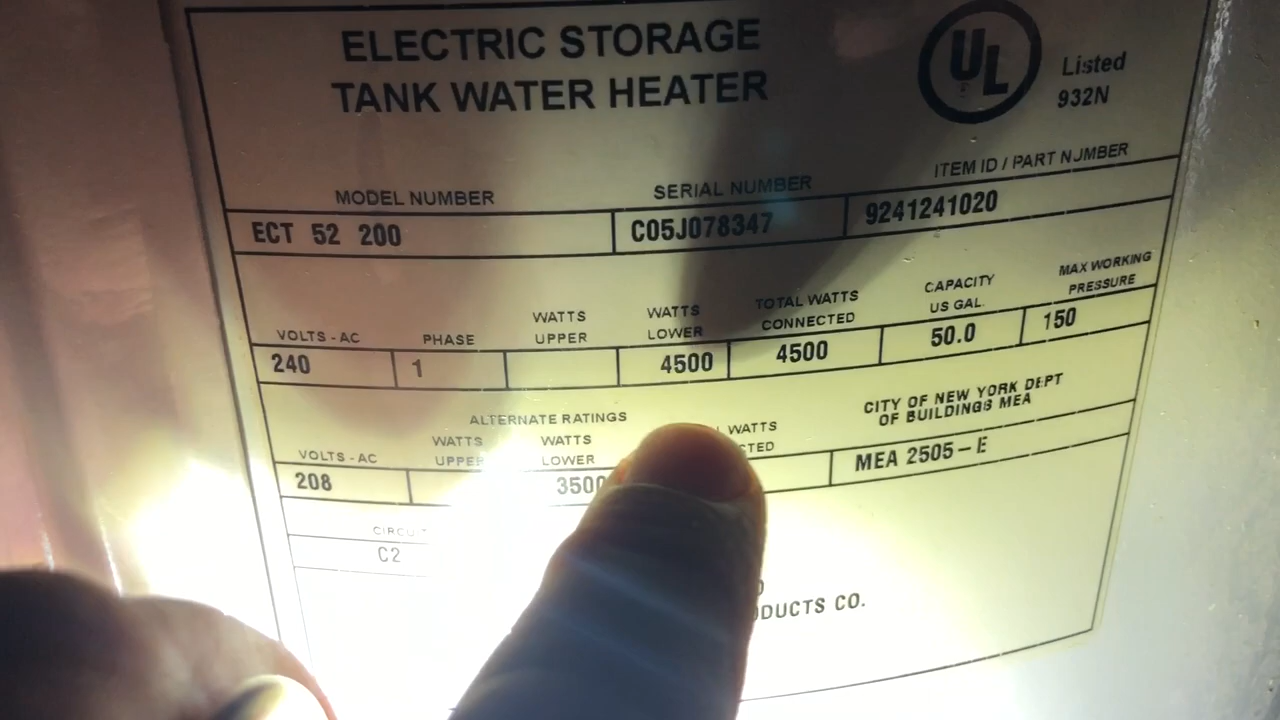 ELECTRIC STORAGE
TANK WATER HEATER
UL
Listed
932N
MODEL NUMBER
SERIAL NUMBER
ITEM ID / PART NUMBER
ECT 52 200
C05J078347
9241241020
VOLTS - AC
PHASE
WATTS UPPER
WATTS LOWER
TOTAL WATTS CONNECTED
CAPACITY US GAL.
MAX WORKING PRESSURE
240
1
4500
4500
50.0
150
ALTERNATE RATINGS
CITY OF NEW YORK DEPT
OF BUILDINGS MEA
VOLTS - AC
WATTS UPPER
WATTS LOWER
WATTS
208
3500
MEA 2505-E
C2
CO.